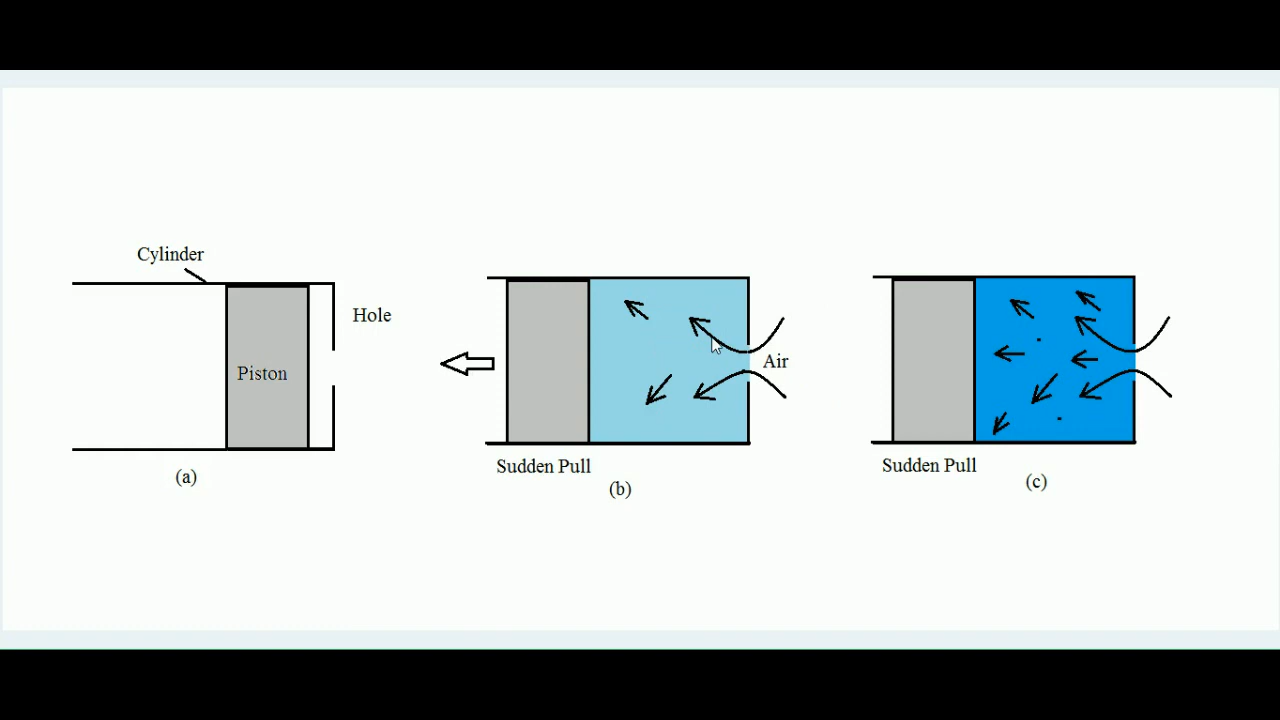 Cylinder
Hole
Piston
(a)
Air
Sudden Pull
(b)
Sudden Pull
(c)